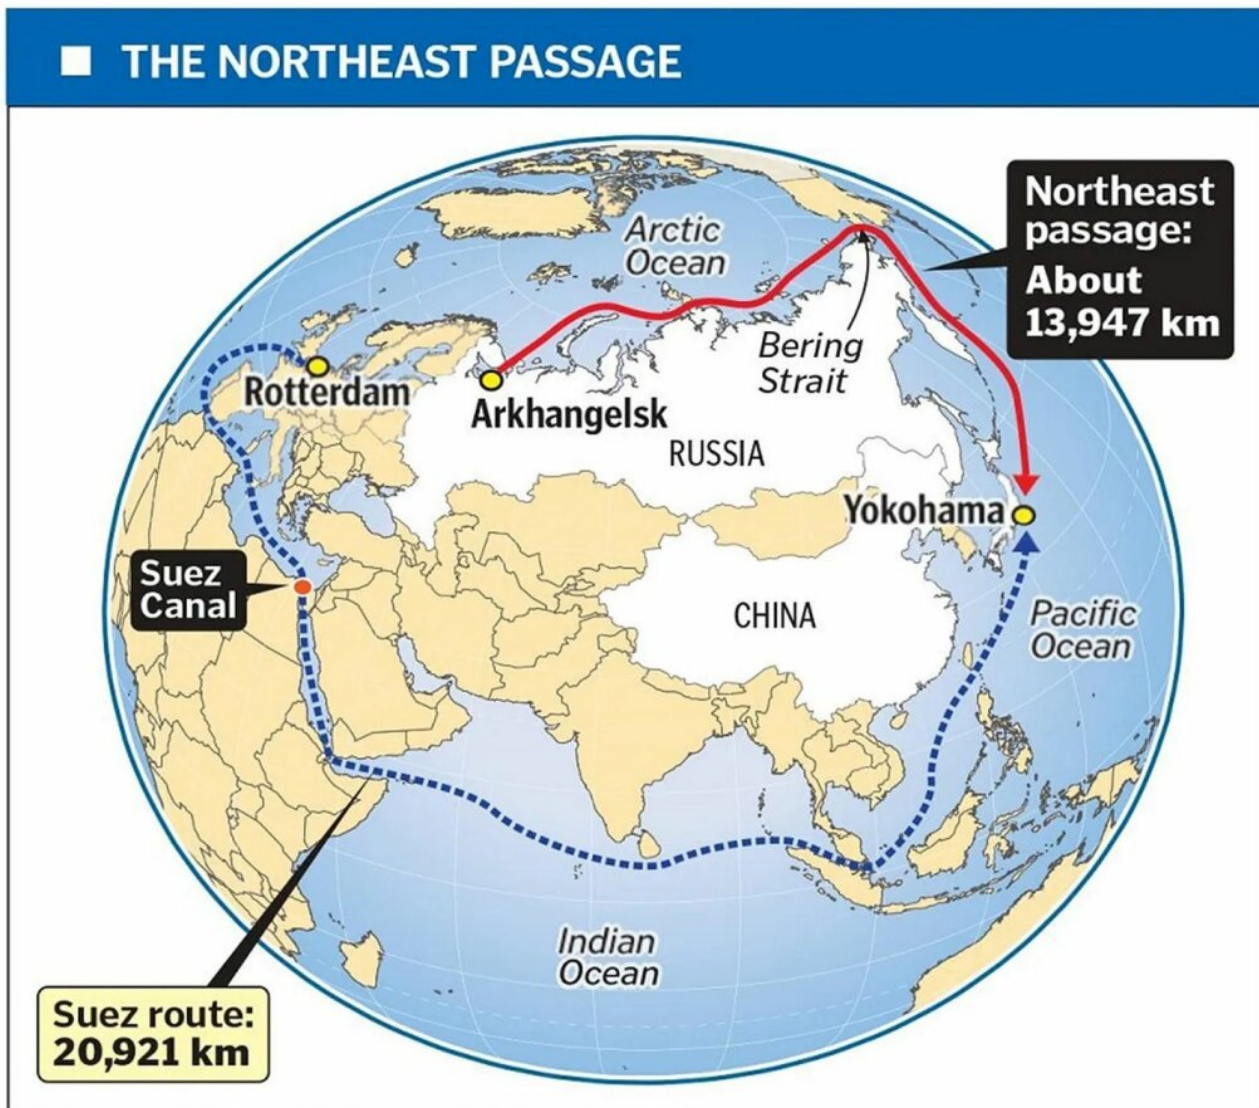 THE NORTHEAST PASSAGE
Northeast
passage:
About
13,947 km
Arctic
Ocean
Bering
Strait
Rotterdam
Arkhangelsk
RUSSIA
Yokohama
Suez
Canal
CHINA
Pacific
Ocean
Indian
Ocean
Suez route:
20,921 km